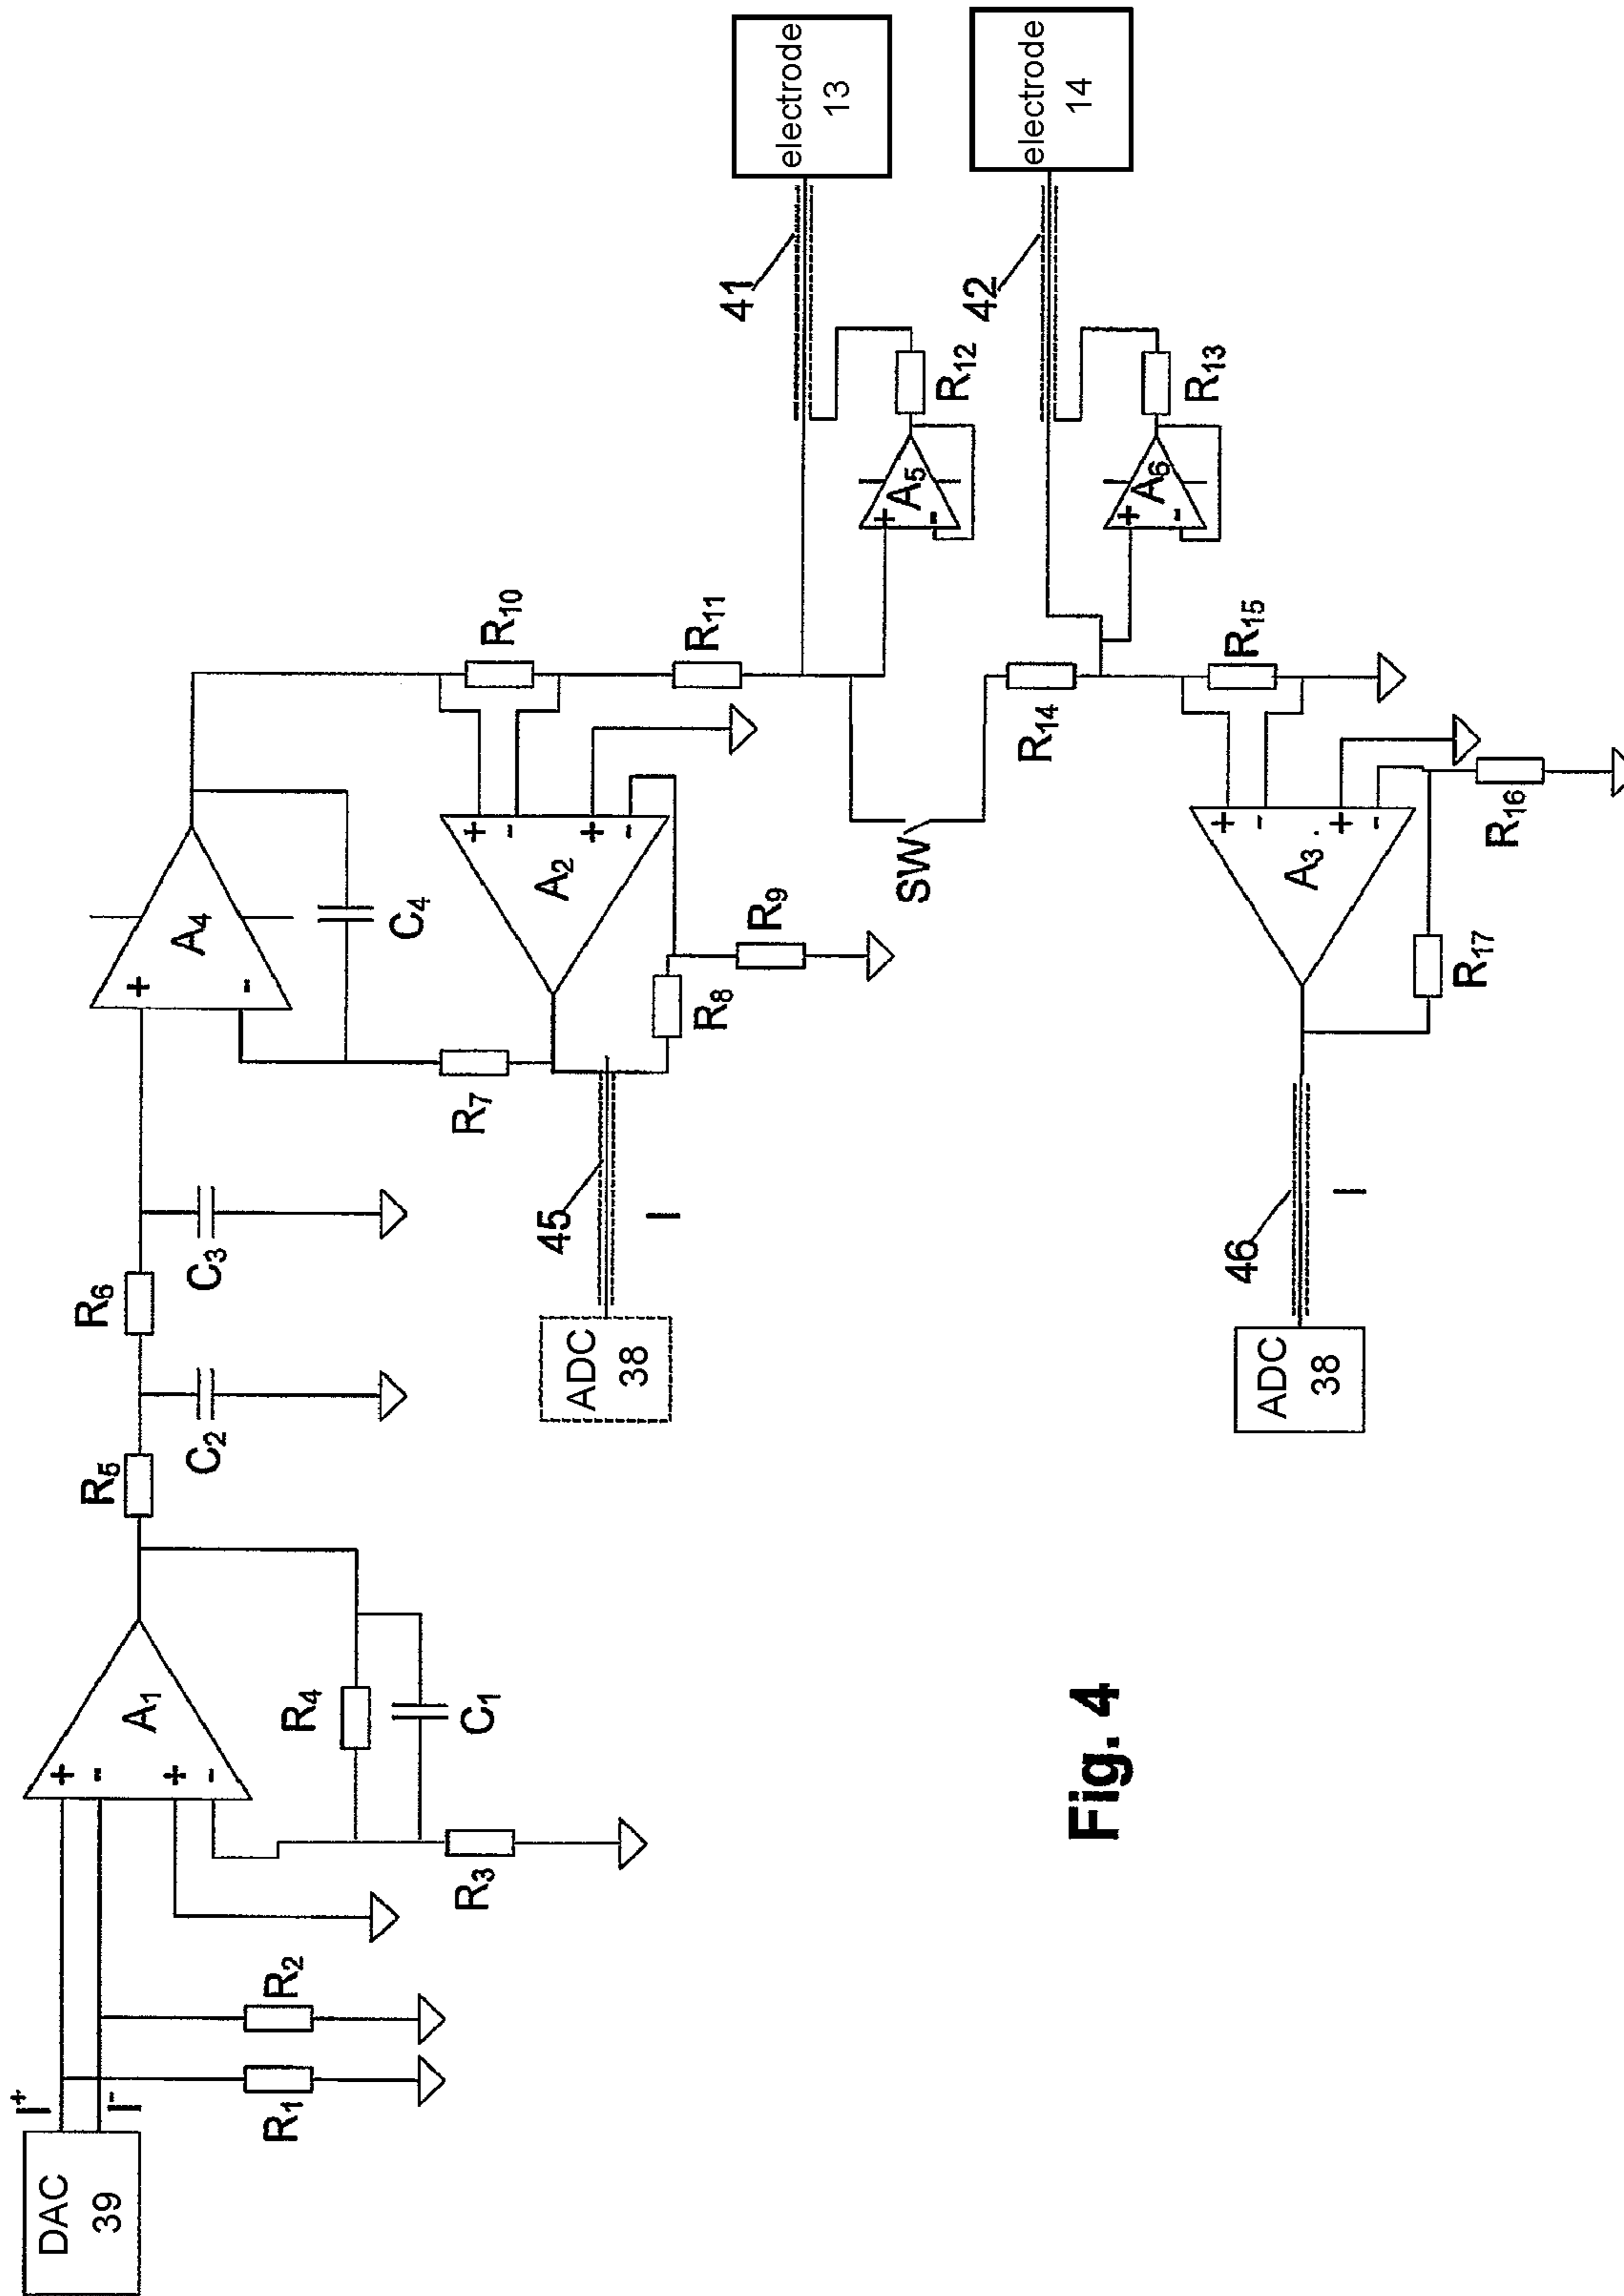 DAC
39
I+
I-
R1
R2
+
-
+
-
A1
R3
R4
C1
R5
C2
R6
C3
+
-
A4
C4
R7
+
-
+
-
A2
R8
R9
45
I
ADC
38
R10
R11
41
electrode
13
+
-
A5
R12
SW
R14
42
electrode
14
+
-
A6
R13
R15
+
-
+
-
A3
R16
R17
46
I
ADC
38
Fig. 4